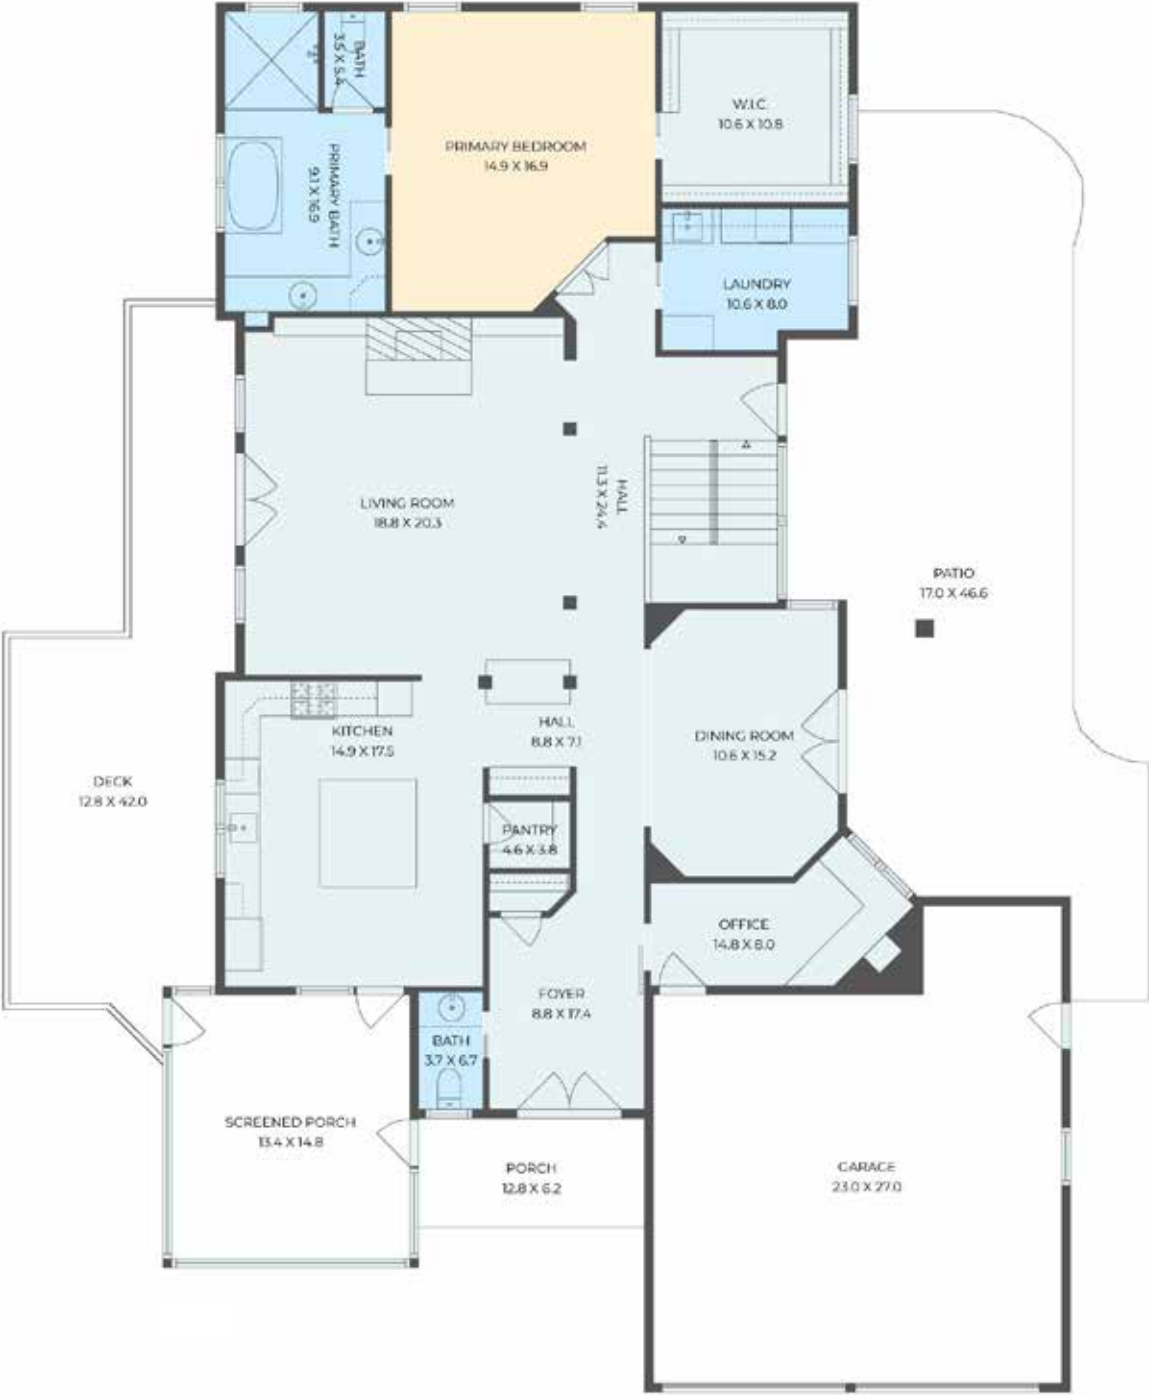 BATH
3.5 X 5.4
PRIMARY BEDROOM
14.9 X 16.9
W.I.C.
10.6 X 10.8
PRIMARY BATH
9.1 X 16.9
LAUNDRY
10.6 X 8.0
LIVING ROOM
18.8 X 20.3
HALL
11.3 X 24.4
PATIO
17.0 X 46.6
KITCHEN
14.9 X 17.5
HALL
8.8 X 7.1
DINING ROOM
10.6 X 15.2
DECK
12.8 X 42.0
PANTRY
4.6 X 3.8
OFFICE
14.8 X 8.0
FOYER
8.8 X 17.4
BATH
3.7 X 6.7
SCREENED PORCH
13.4 X 14.8
PORCH
12.8 X 6.2
GARAGE
23.0 X 27.0